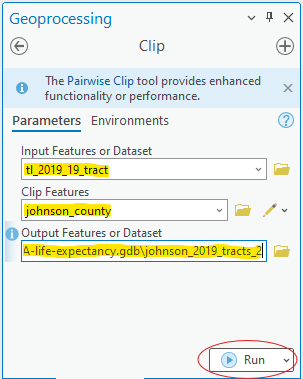 Geoprocessing
Clip
The Pairwise Clip tool provides enhanced
functionality or performance.
Parameters Environments
Input Features or Dataset
tl_2019_19_tract
Clip Features
johnson_county
Output Features or Dataset
A-life-expectancy.gdb\johnson_2019_tracts_2
Run